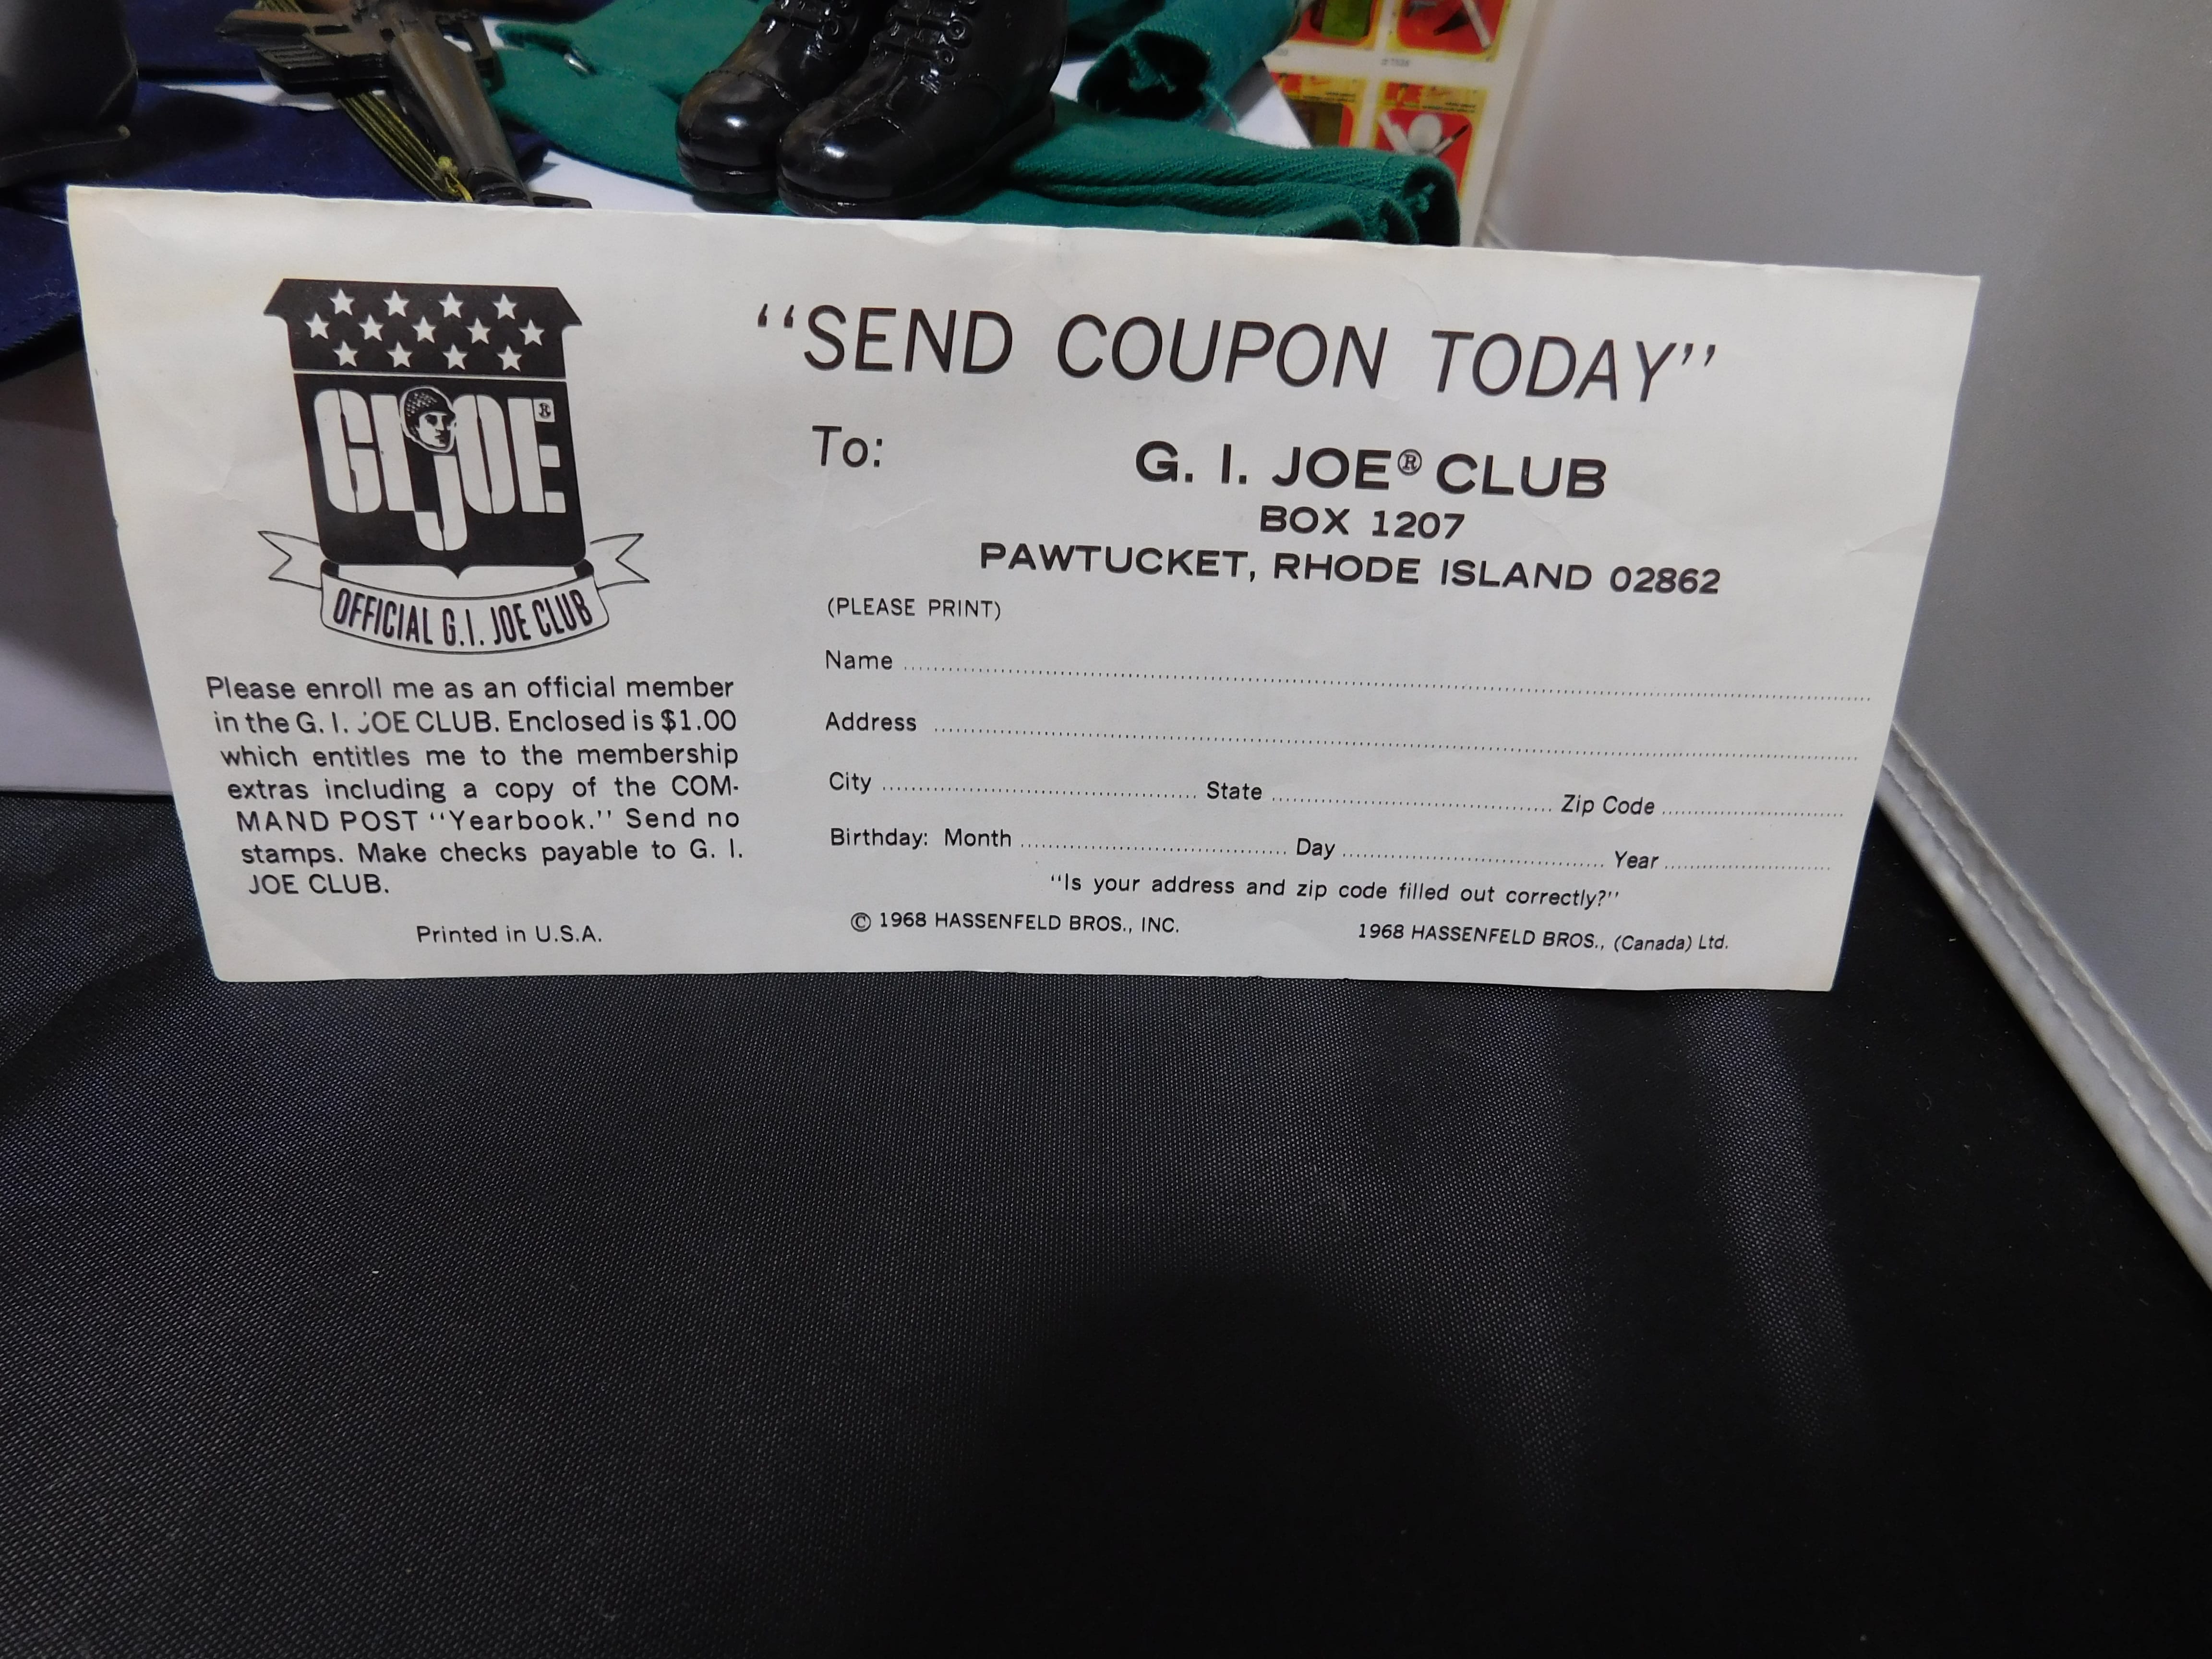 GI JOE®
OFFICIAL G.I. JOE CLUB
Please enroll me as an official member
in the G. I. JOE CLUB. Enclosed is $1.00
which entitles me to the membership
extras including a copy of the COM-
MAND POST “Yearbook.” Send no
stamps. Make checks payable to G. I.
JOE CLUB.
Printed in U.S.A.
“SEND COUPON TODAY”
To:
G. I. JOE® CLUB
BOX 1207
PAWTUCKET, RHODE ISLAND 02862
(PLEASE PRINT)
Name
Address
City State Zip Code
Birthday: Month Day Year
“Is your address and zip code filled out correctly?”
© 1968 HASSENFELD BROS., INC. 1968 HASSENFELD BROS., (Canada) Ltd.